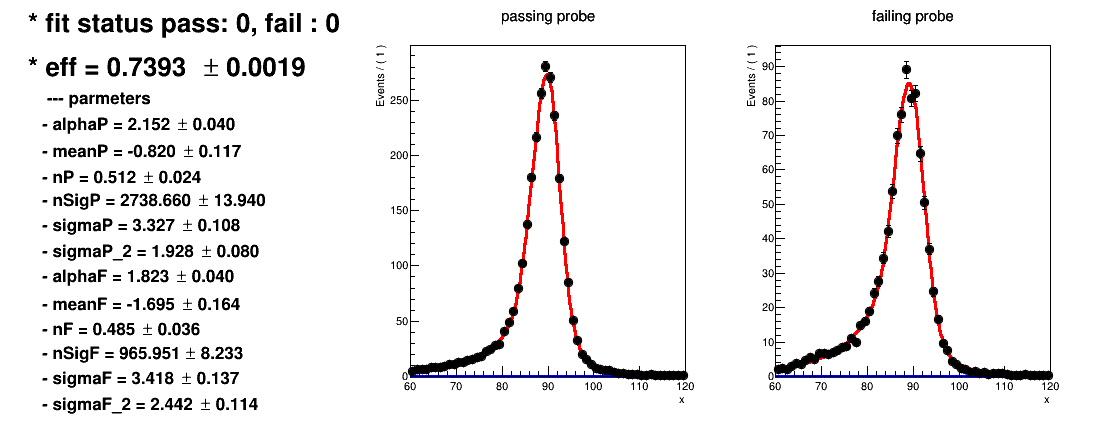 * fit status pass: 0, fail : 0
* eff = 0.7393 ± 0.0019
--- parmeters
- alphaP = 2.152 ± 0.040
- meanP = -0.820 ± 0.117
- nP = 0.512 ± 0.024
- nSigP = 2738.660 ± 13.940
- sigmaP = 3.327 ± 0.108
- sigmaP_2 = 1.928 ± 0.080
- alphaF = 1.823 ± 0.040
- meanF = -1.695 ± 0.164
- nF = 0.485 ± 0.036
- nSigF = 965.951 ± 8.233
- sigmaF = 3.418 ± 0.137
- sigmaF_2 = 2.442 ± 0.114
passing probe
Events / ( 1 )
250
200
150
100
50
0
60 70 80 90 100 110 120
x
failing probe
Events / ( 1 )
90
80
70
60
50
40
30
20
10
0
60 70 80 90 100 110 120
x